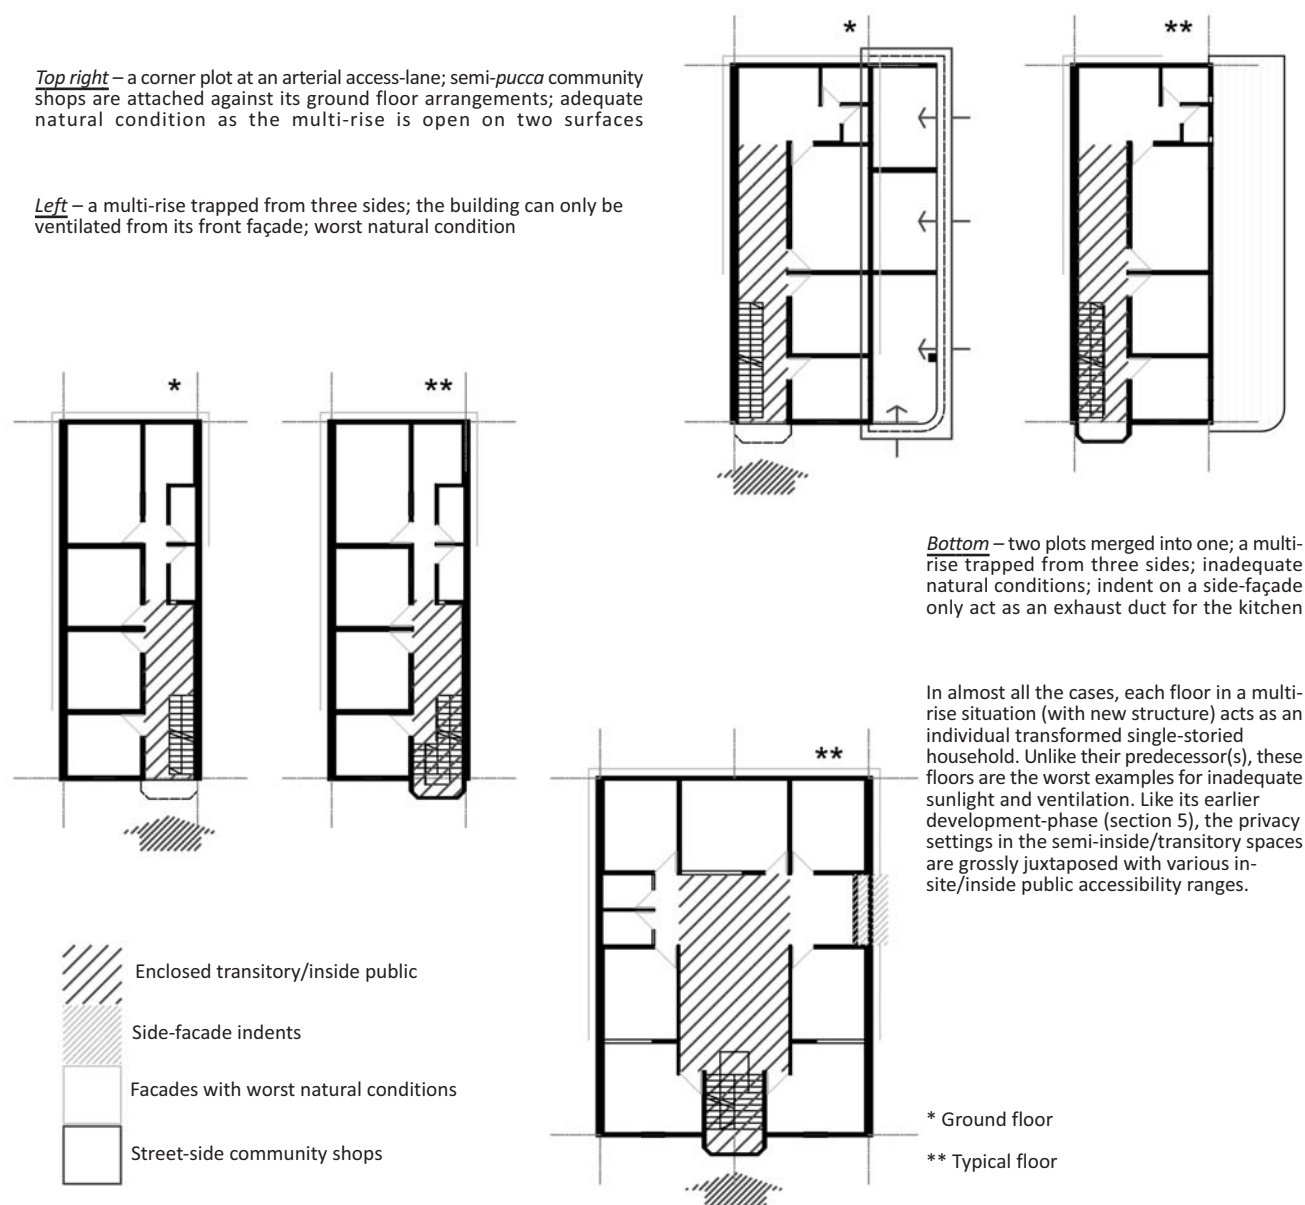 *
**
Top right – a corner plot at an arterial access-lane; semi-pucca community
shops are attached against its ground floor arrangements; adequate
natural condition as the multi-rise is open on two surfaces
Left – a multi-rise trapped from three sides; the building can only be
ventilated from its front façade; worst natural condition
*
**
Bottom – two plots merged into one; a multi-
rise trapped from three sides; inadequate
natural conditions; indent on a side-façade
only act as an exhaust duct for the kitchen
In almost all the cases, each floor in a multi-
rise situation (with new structure) acts as an
individual transformed single-storied
household. Unlike their predecessor(s), these
floors are the worst examples for inadequate
sunlight and ventilation. Like its earlier
development-phase (section 5), the privacy
settings in the semi-inside/transitory spaces
are grossly juxtaposed with various in-
site/inside public accessibility ranges.
**
Enclosed transitory/inside public
Side-facade indents
Facades with worst natural conditions
Street-side community shops
* Ground floor
** Typical floor